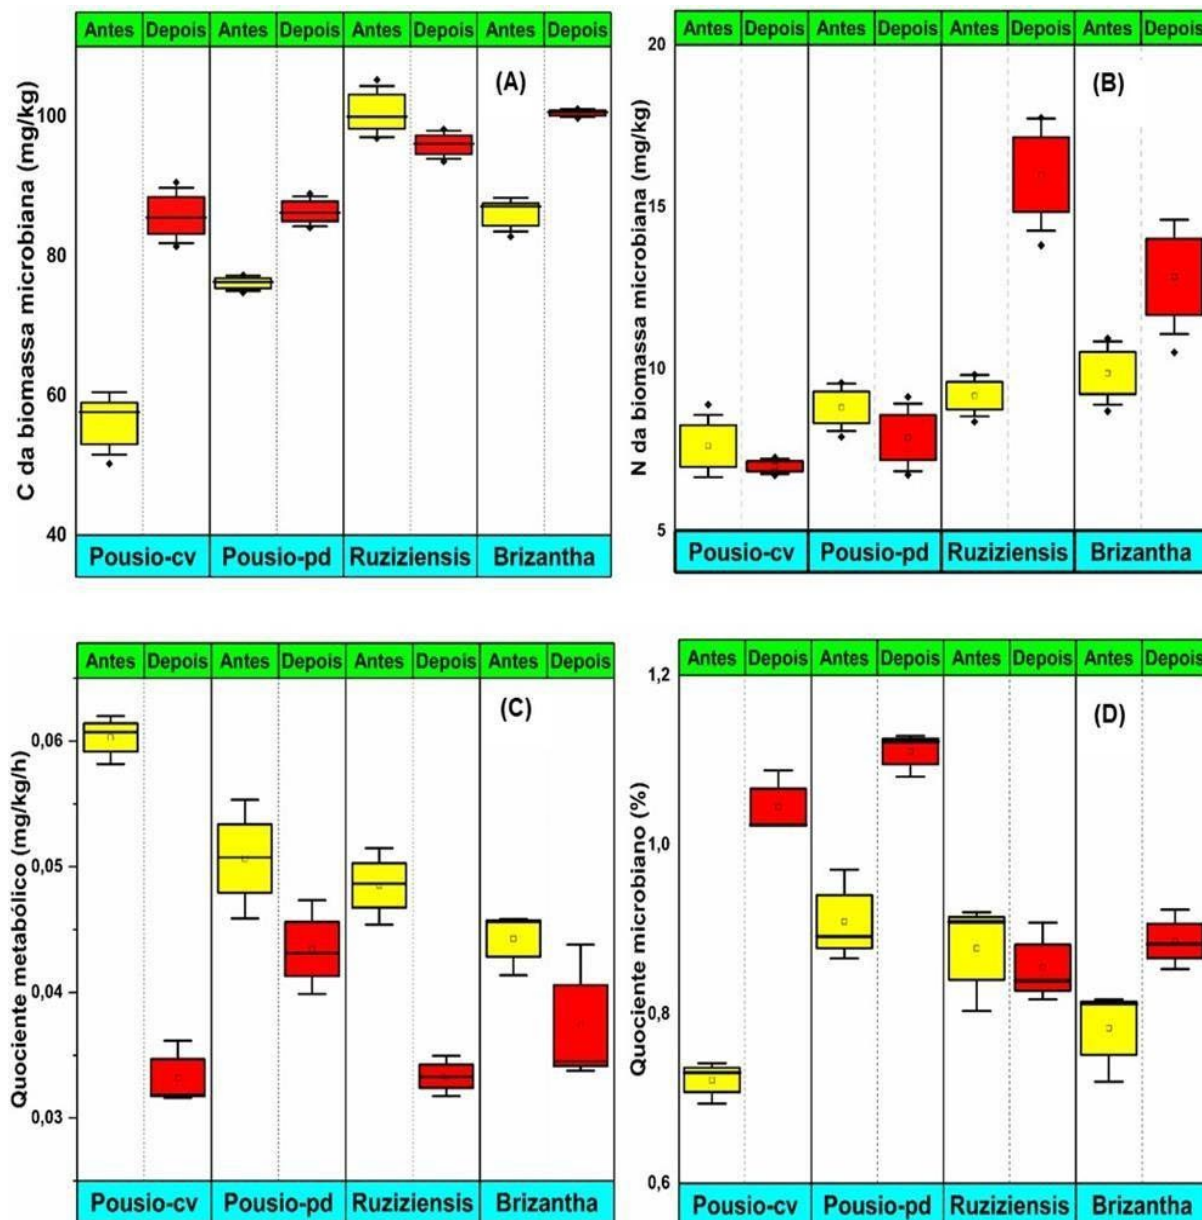 Antes Depois Antes Depois Antes Depois Antes Depois
(A)
C da biomassa microbiana (mg/kg)
100
80
60
40
Pousio-cv Pousio-pd Ruziziensis Brizantha
Antes Depois Antes Depois Antes Depois Antes Depois
(B)
N da biomassa microbiana (mg/kg)
20
15
10
5
Pousio-cv Pousio-pd Ruziziensis Brizantha
Antes Depois Antes Depois Antes Depois Antes Depois
(C)
Quociente metabólico (mg/kg/h)
0,06
0,05
0,04
0,03
Pousio-cv Pousio-pd Ruziziensis Brizantha
Antes Depois Antes Depois Antes Depois Antes Depois
(D)
Quociente microbiano (%)
1,2
1,0
0,8
0,6
Pousio-cv Pousio-pd Ruziziensis Brizantha